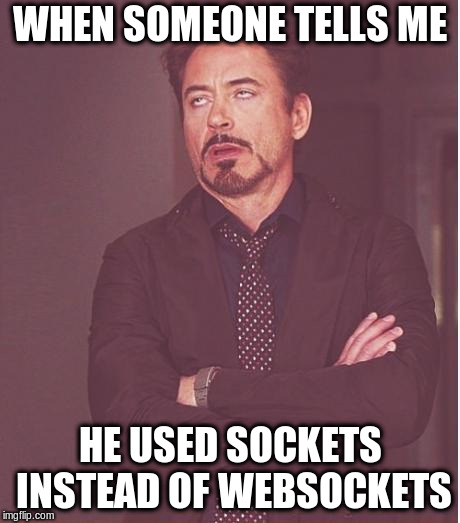 WHEN SOMEONE TELLS ME
HE USED SOCKETS
INSTEAD OF WEBSOCKETS
imgflip.com